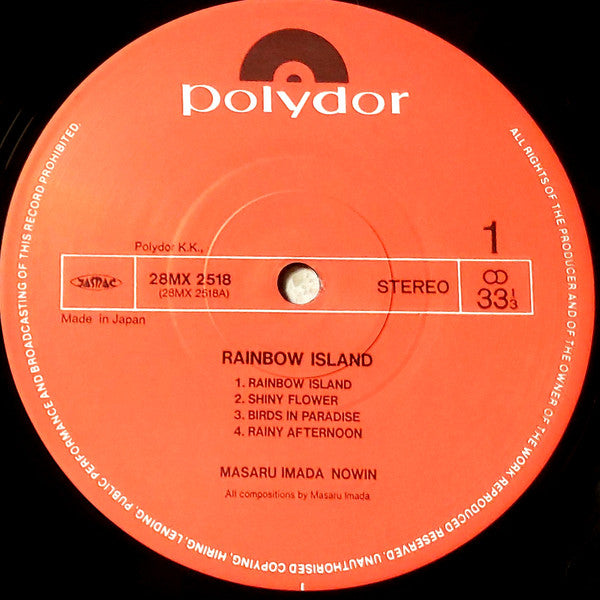 polydor
Polydor K.K.,
JASRAC
28MX 2518
(28MX 2518A)
STEREO
1
33 1/3
Made in Japan
RAINBOW ISLAND
1. RAINBOW ISLAND
2. SHINY FLOWER
3. BIRDS IN PARADISE
4. RAINY AFTERNOON
MASARU IMADA NOWIN
All compositions by Masaru Imada
ALL RIGHTS OF THE PRODUCER AND OF THE OWNER OF THE WORK REPRODUCED RESERVED. UNAUTHORISED COPYING, HIRING, LENDING, PUBLIC PERFORMANCE AND BROADCASTING OF THIS RECORD PROHIBITED.
1